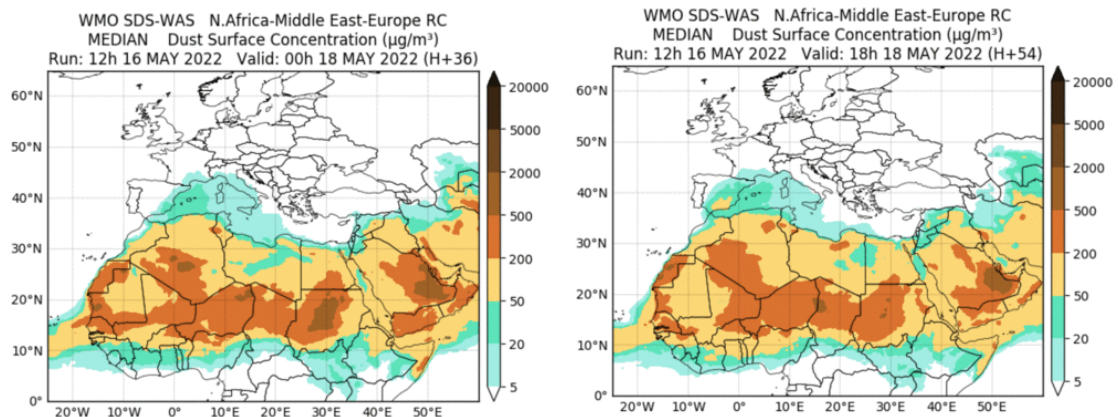 WMO SDS-WAS N.Africa-Middle East-Europe RC
MEDIAN Dust Surface Concentration (µg/m³)
Run: 12h 16 MAY 2022 Valid: 00h 18 MAY 2022 (H+36)
60°N
50°N
40°N
30°N
20°N
10°N
0°
20°W 10°W 0° 10°E 20°E 30°E 40°E 50°E
20000
5000
2000
500
200
50
20
5
WMO SDS-WAS N.Africa-Middle East-Europe RC
MEDIAN Dust Surface Concentration (µg/m³)
Run: 12h 16 MAY 2022 Valid: 18h 18 MAY 2022 (H+54)
60°N
50°N
40°N
30°N
20°N
10°N
0°
20°W 10°W 0° 10°E 20°E 30°E 40°E 50°E
20000
5000
2000
500
200
50
20
5